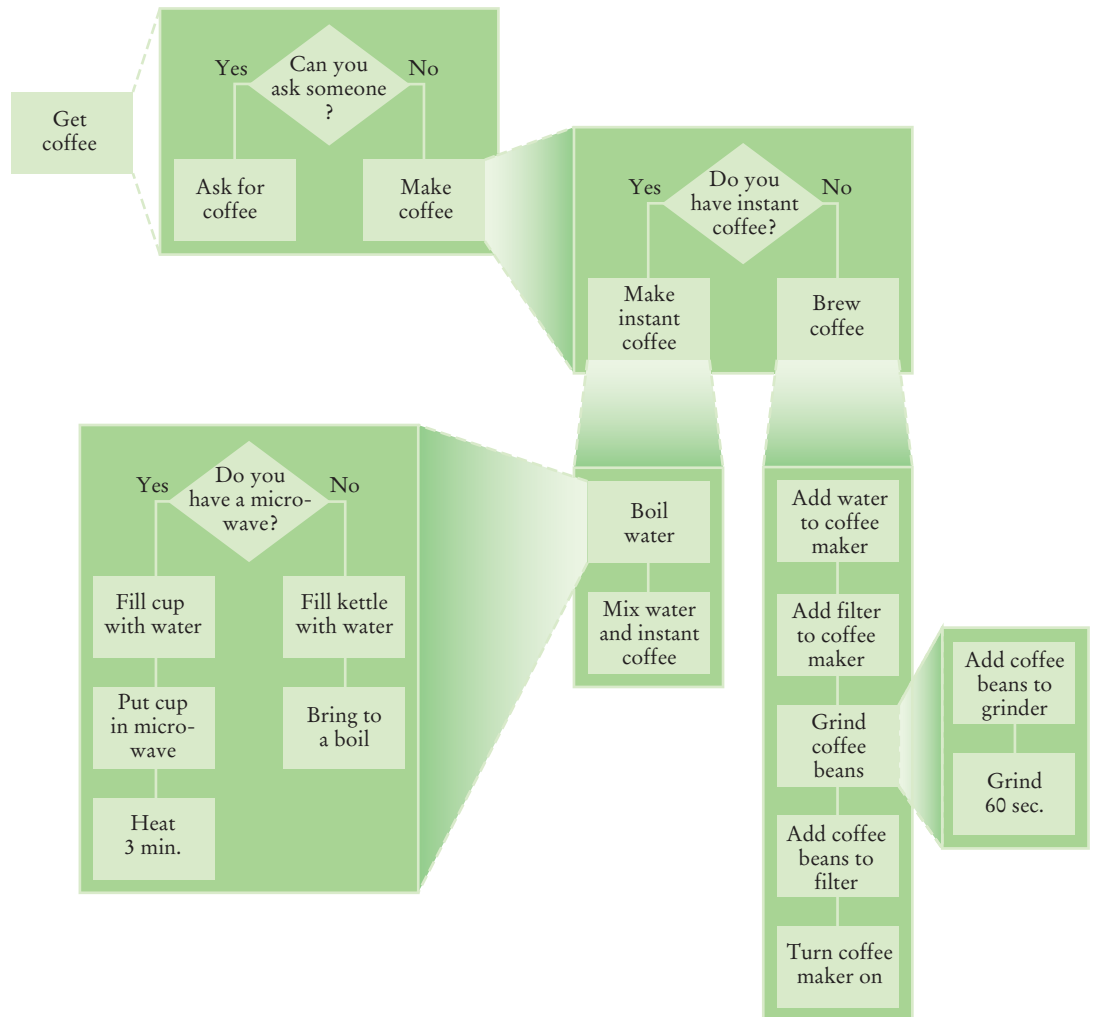 Get
coffee
Can you
ask someone
?
Yes
No
Ask for
coffee
Make
coffee
Do you
have instant
coffee?
Yes
No
Make
instant
coffee
Brew
coffee
Do you
have a micro-
wave?
Yes
No
Fill cup
with water
Put cup
in micro-
wave
Heat
3 min.
Fill kettle
with water
Bring to
a boil
Boil
water
Mix water
and instant
coffee
Add water
to coffee
maker
Add filter
to coffee
maker
Grind
coffee
beans
Add coffee
beans to
filter
Turn coffee
maker on
Add coffee
beans to
grinder
Grind
60 sec.